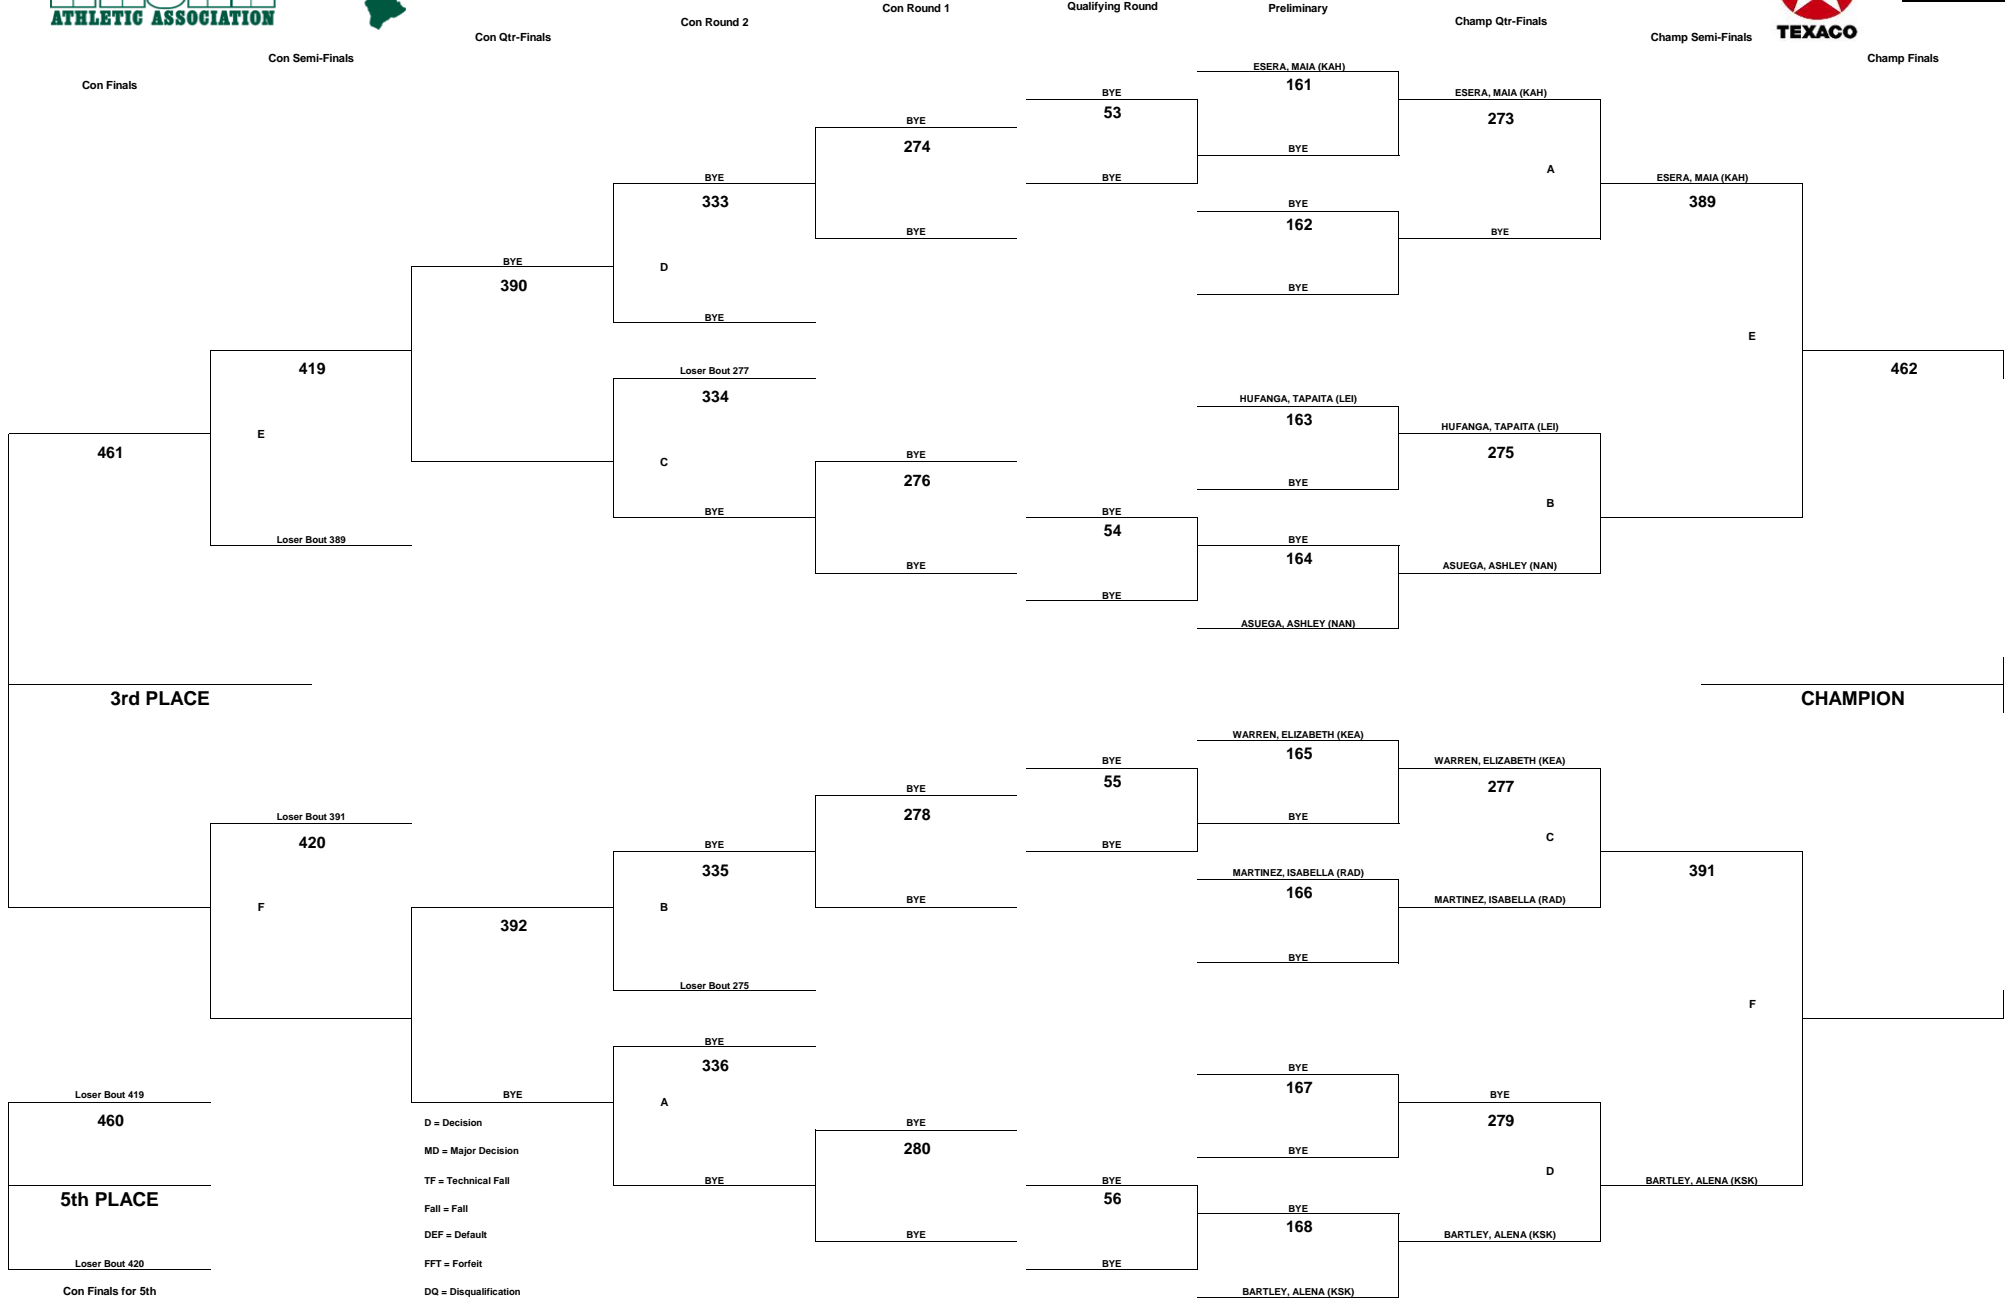 ATHLETIC ASSOCIATION
TEXACO
Con Finals
Con Semi-Finals
Con Qtr-Finals
Con Round 2
Con Round 1
Qualifying Round
Preliminary
Champ Qtr-Finals
Champ Semi-Finals
Champ Finals
ESERA, MAIA (KAH)
161
BYE
BYE
162
BYE
HUFANGA, TAPAITA (LEI)
163
BYE
BYE
164
ASUEGA, ASHLEY (NAN)
WARREN, ELIZABETH (KEA)
165
BYE
MARTINEZ, ISABELLA (RAD)
166
BYE
BYE
167
BYE
BYE
168
BARTLEY, ALENA (KSK)
ESERA, MAIA (KAH)
273
A
BYE
HUFANGA, TAPAITA (LEI)
275
B
ASUEGA, ASHLEY (NAN)
WARREN, ELIZABETH (KEA)
277
C
MARTINEZ, ISABELLA (RAD)
BYE
279
D
BARTLEY, ALENA (KSK)
ESERA, MAIA (KAH)
389
E
391
F
BARTLEY, ALENA (KSK)
462
CHAMPION
BYE
53
BYE
BYE
54
BYE
BYE
55
BYE
BYE
56
BYE
BYE
274
BYE
BYE
276
BYE
BYE
278
BYE
BYE
280
BYE
BYE
333
D
BYE
Loser Bout 277
334
C
BYE
BYE
335
B
Loser Bout 275
BYE
336
A
BYE
BYE
390
392
BYE
419
E
Loser Bout 389
Loser Bout 391
420
F
461
3rd PLACE
Loser Bout 419
460
5th PLACE
Loser Bout 420
Con Finals for 5th
D = Decision
MD = Major Decision
TF = Technical Fall
Fall = Fall
DEF = Default
FFT = Forfeit
DQ = Disqualification